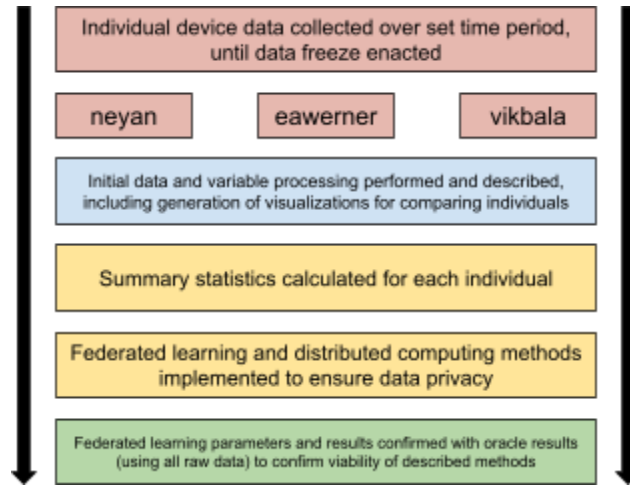 Individual device data collected over set time period,
until data freeze enacted
neyan
eawerner
vikbala
Initial data and variable processing performed and described,
including generation of visualizations for comparing individuals
Summary statistics calculated for each individual
Federated learning and distributed computing methods
implemented to ensure data privacy
Federated learning parameters and results confirmed with oracle results
(using all raw data) to confirm viability of described methods